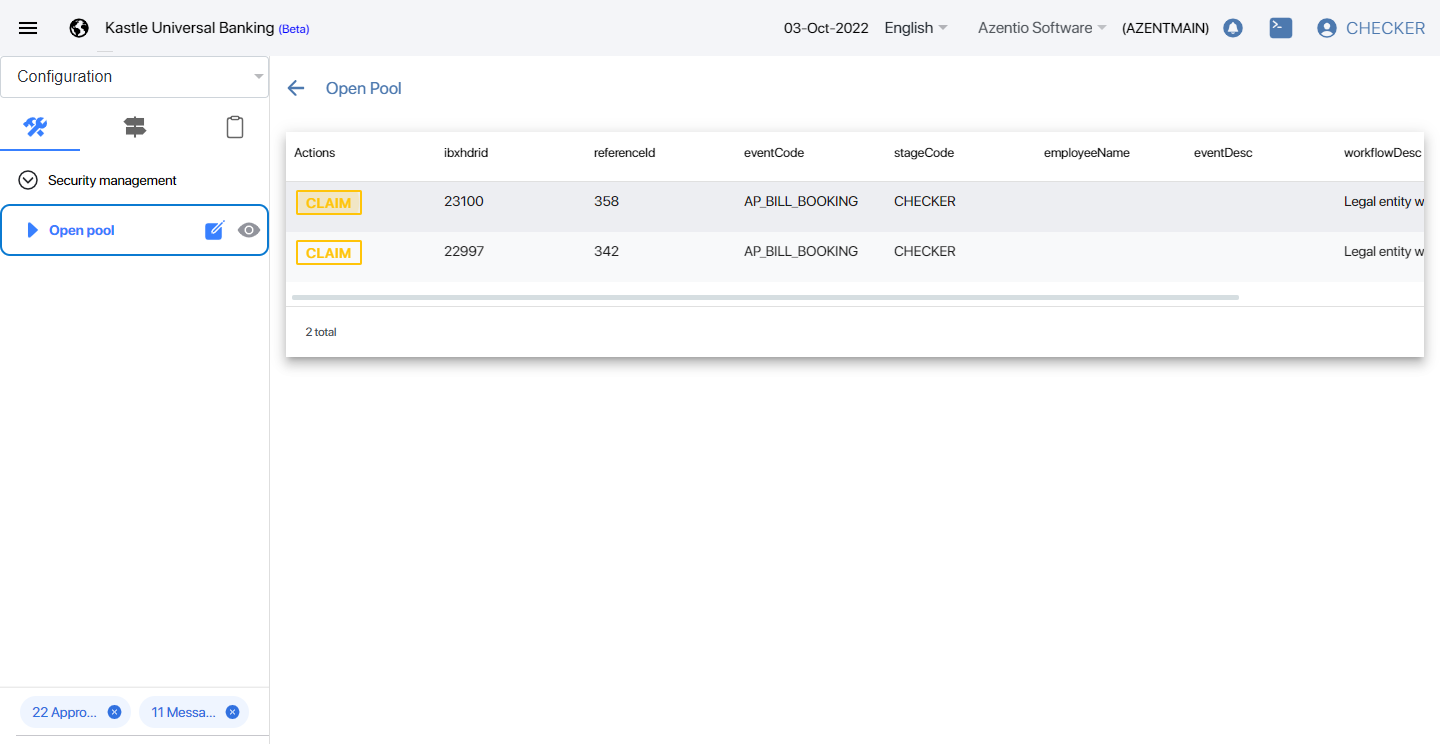 Kastle Universal Banking (Beta)
03-Oct-2022 English Azentio Software (AZENTMAIN) CHECKER
Configuration
Security management
Open pool
22 Appro...
11 Messa...
Open Pool
Actions ibxhdrid referenceId eventCode stageCode employeeName eventDesc workflowDesc
CLAIM 23100 358 AP_BILL_BOOKING CHECKER Legal entity w
CLAIM 22997 342 AP_BILL_BOOKING CHECKER Legal entity w
2 total